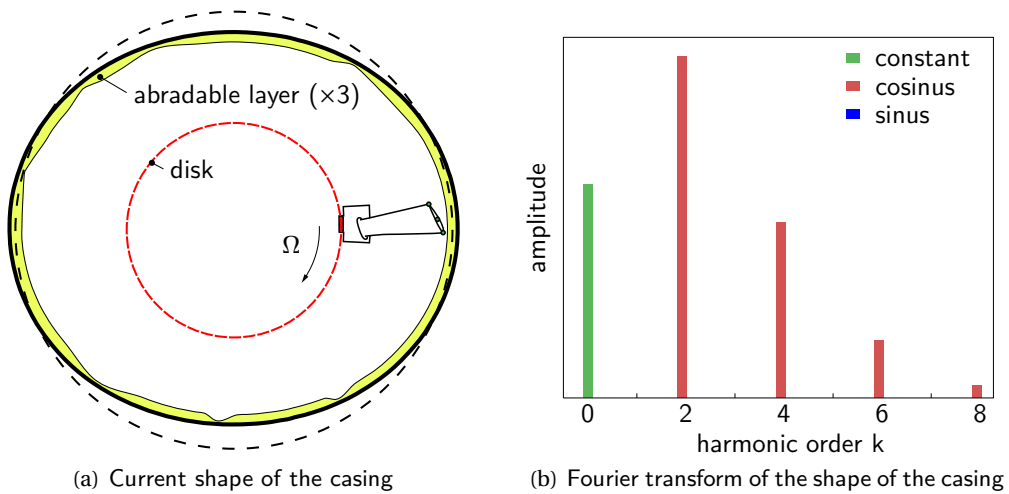 abradable layer (×3)
disk
Ω
(a) Current shape of the casing
constant
cosinus
sinus
amplitude
0 2 4 6 8
harmonic order k
(b) Fourier transform of the shape of the casing